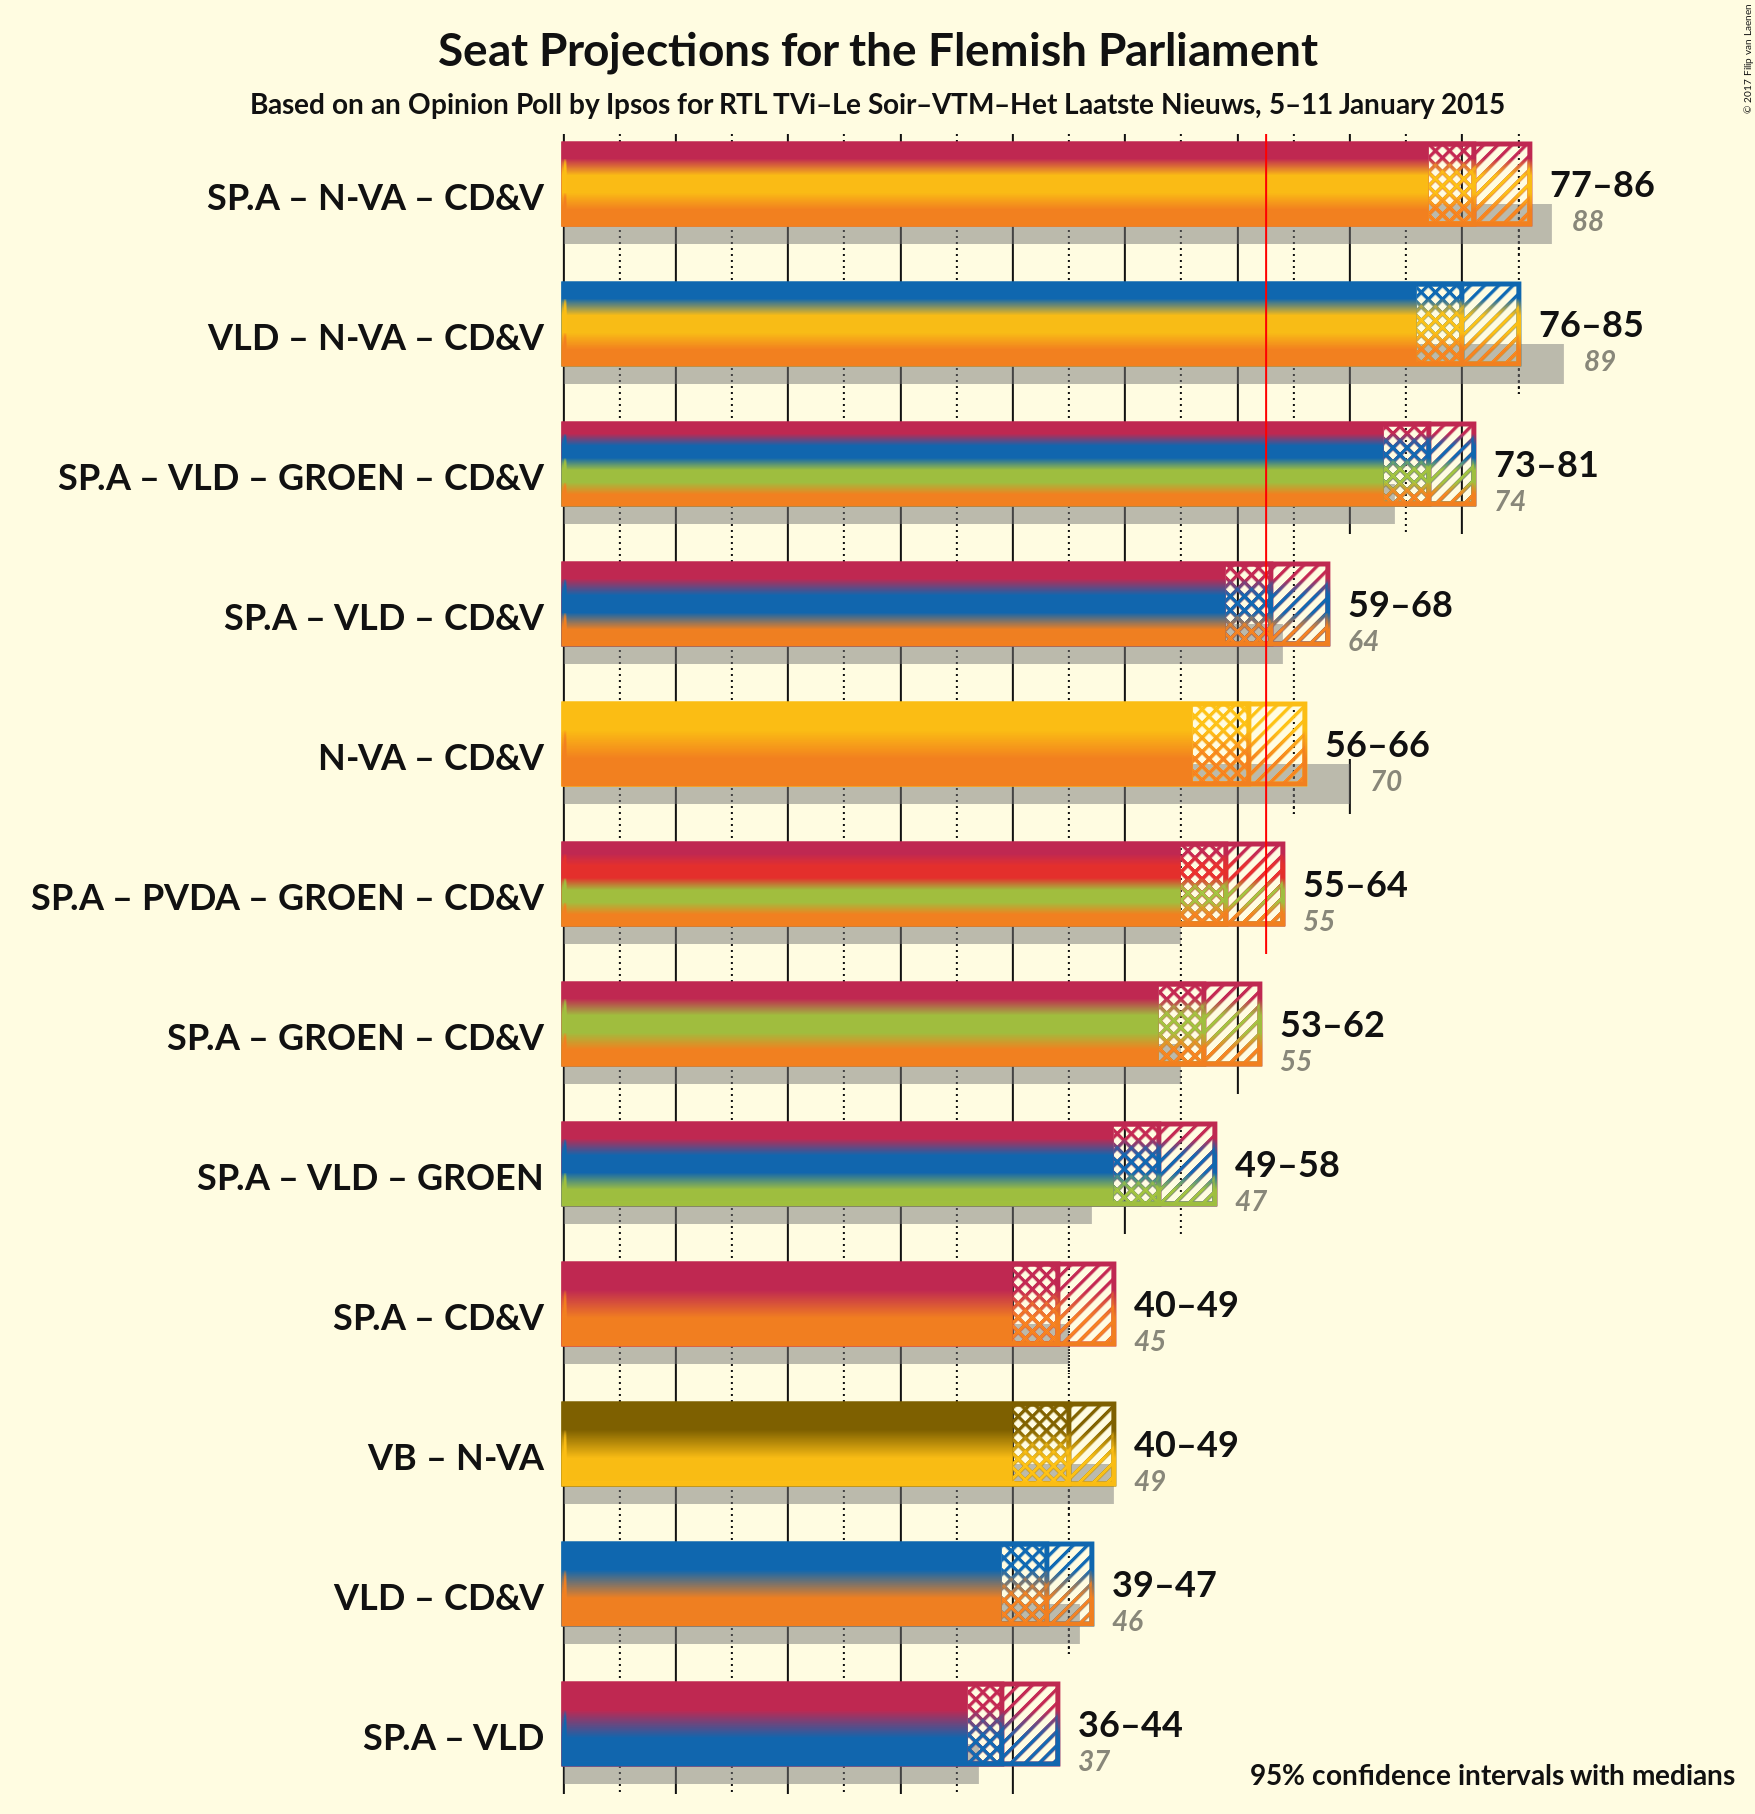 Seat Projections for the Flemish Parliament
Based on an Opinion Poll by Ipsos for RTL TVi–Le Soir–VTM–Het Laatste Nieuws, 5–11 January 2015
© 2017 Filip van Laenen
SP.A – N-VA – CD&V
77–86
88
VLD – N-VA – CD&V
76–85
89
SP.A – VLD – GROEN – CD&V
73–81
74
SP.A – VLD – CD&V
59–68
64
N-VA – CD&V
56–66
70
SP.A – PVDA – GROEN – CD&V
55–64
55
SP.A – GROEN – CD&V
53–62
55
SP.A – VLD – GROEN
49–58
47
SP.A – CD&V
40–49
45
VB – N-VA
40–49
49
VLD – CD&V
39–47
46
SP.A – VLD
36–44
37
95% confidence intervals with medians